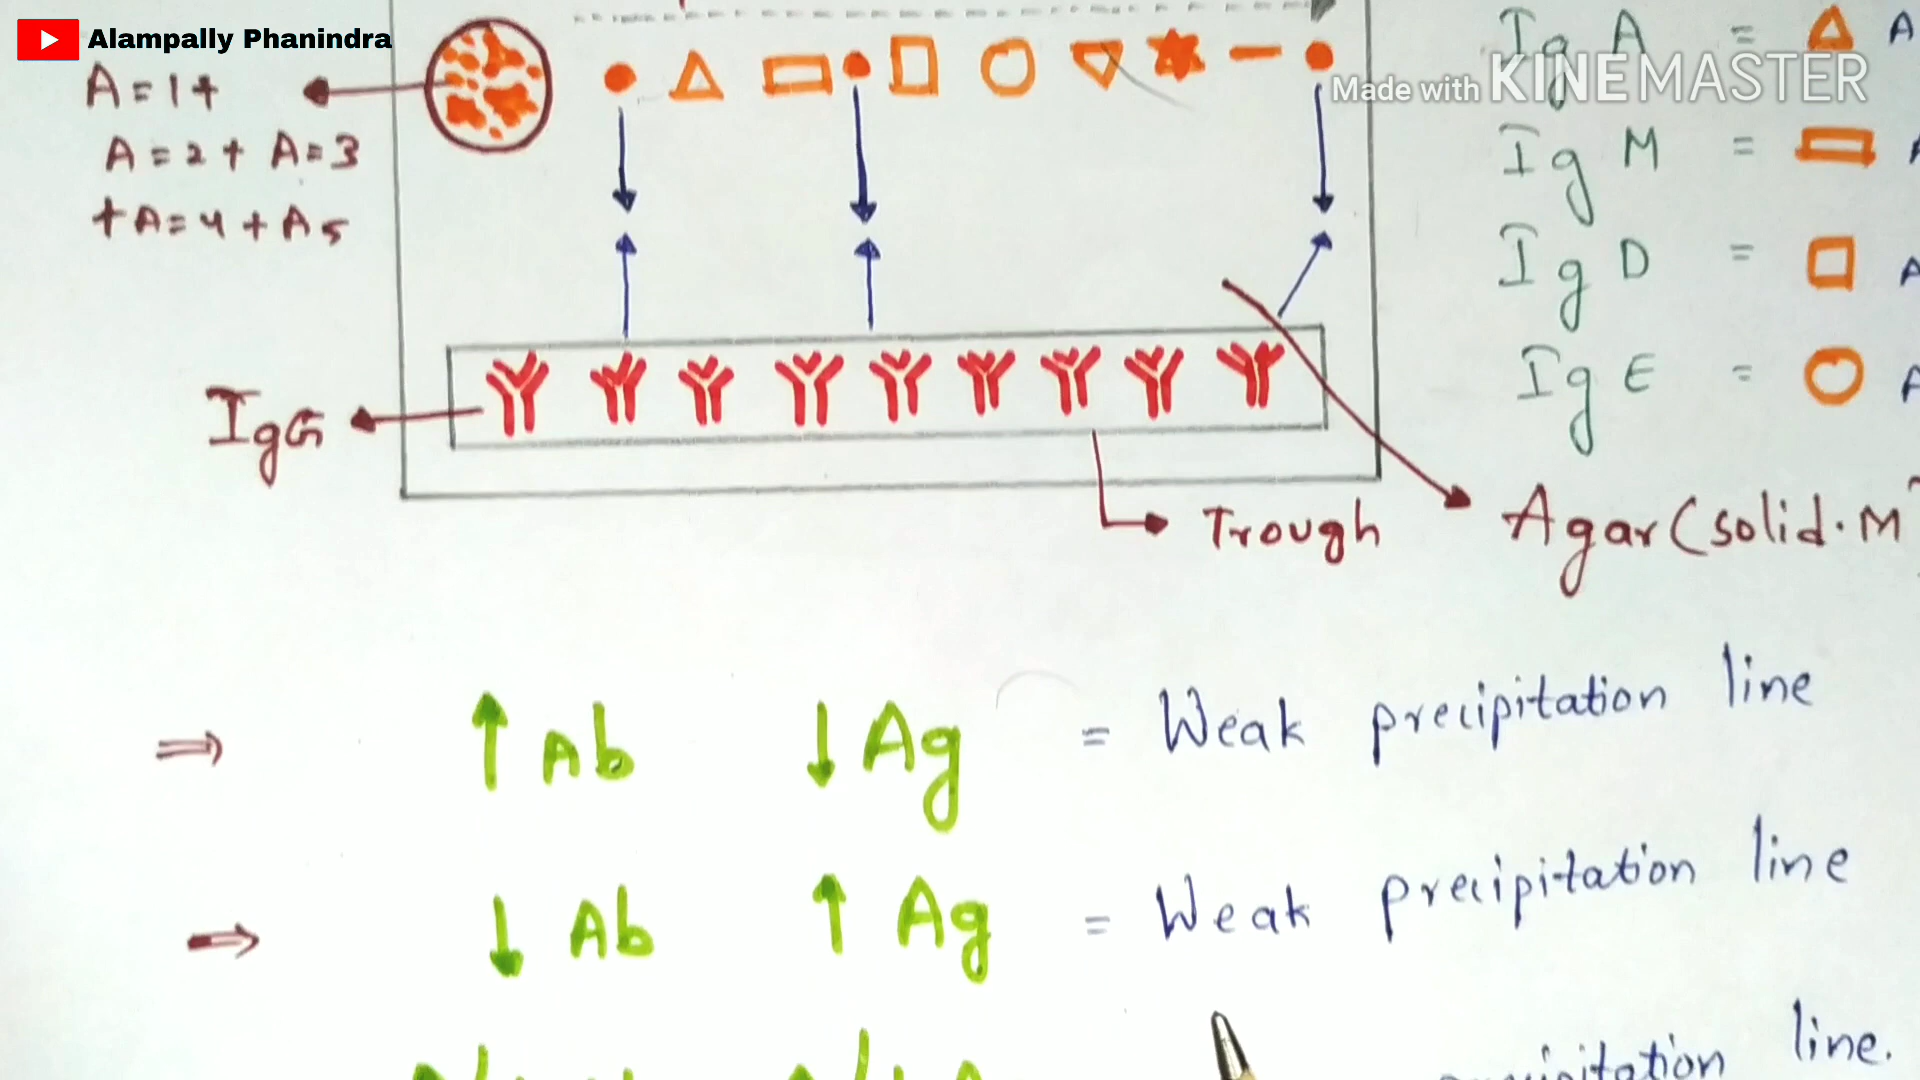 Alampally Phanindra
A = 1+
A = 2 + A = 3
+ A = 4 + A 5
Ig A = A
Made with KINEMASTER
Ig M =
Ig D = A
Ig E = A
IgG
Trough
Agar (solid. M
⇒ ↑ Ab ↓ Ag = Weak precipitation line
⇒ ↓ Ab ↑ Ag = Weak precipitation line
line.